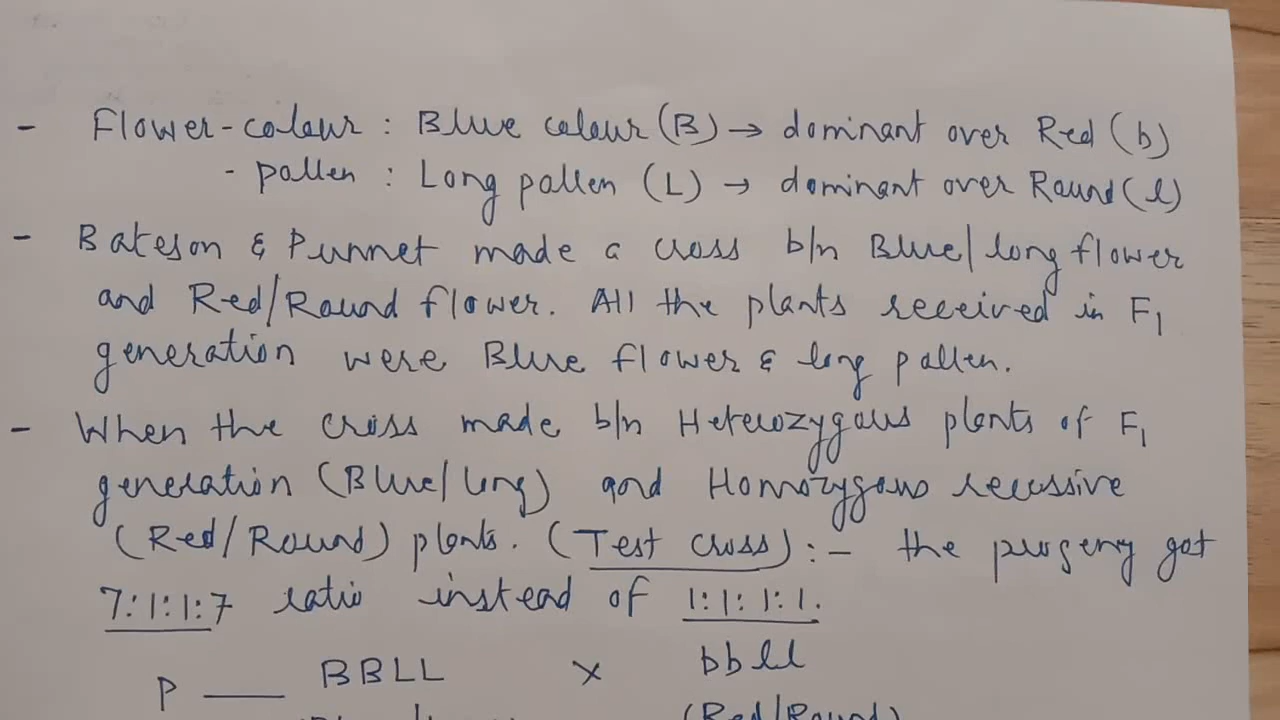 - Flower-colour : Blue colour (B) → dominant over Red (b)
- pollen : Long pollen (L) → dominant over Round (l)
- Bateson & Punnet made a cross b/n Blue/long flower
and Red/Round flower. All the plants received in F1
generation were Blue flower & long pollen.
- When the cross made b/n Heterozygous plants of F1
generation (Blue/long) and Homozygous recessive
(Red/Round) plants. (Test cross) :- the progeny got
7:1:1:7 ratio instead of 1:1:1:1.
P — BBLL × bbll
(Red/Round)